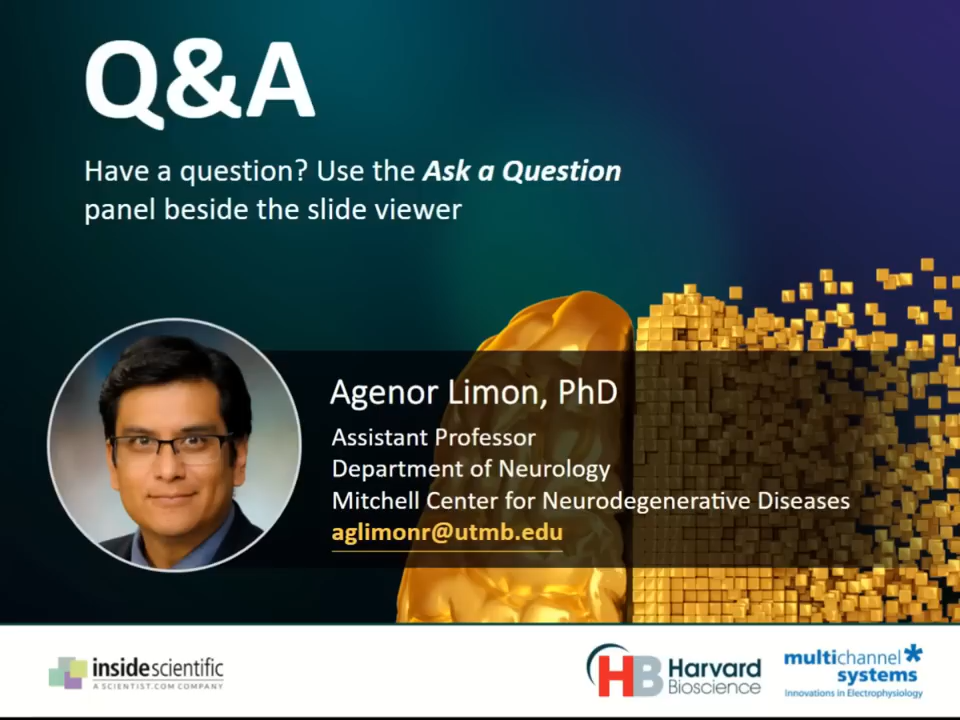 Q&A
Have a question? Use the Ask a Question
panel beside the slide viewer
Agenor Limon, PhD
Assistant Professor
Department of Neurology
Mitchell Center for Neurodegenerative Diseases
aglimonr@utmb.edu
insidescientific
A SCIENTIST.COM COMPANY
HB Harvard
Bioscience
multichannel*
systems
Innovations in Electrophysiology